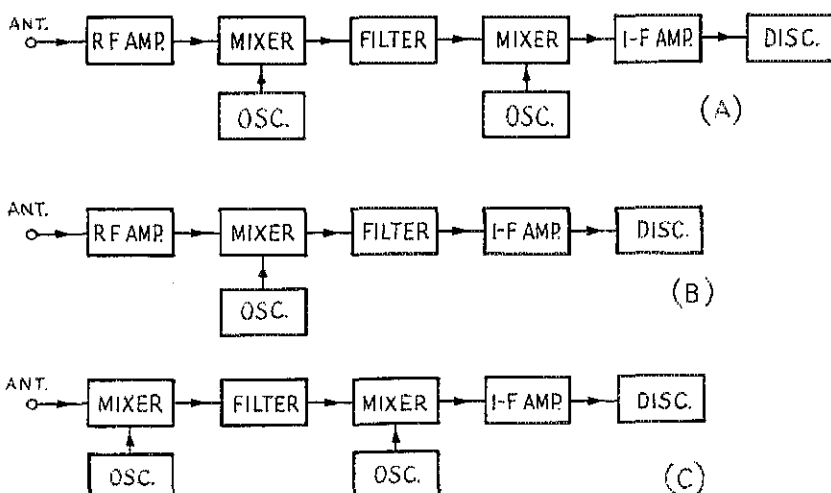 ANT.
RF AMP. MIXER FILTER MIXER I-F AMP. DISC.
OSC. OSC.
(A)
ANT.
RF AMP. MIXER FILTER I-F AMP. DISC.
OSC.
(B)
ANT.
MIXER FILTER MIXER I-F AMP. DISC.
OSC. OSC.
(C)